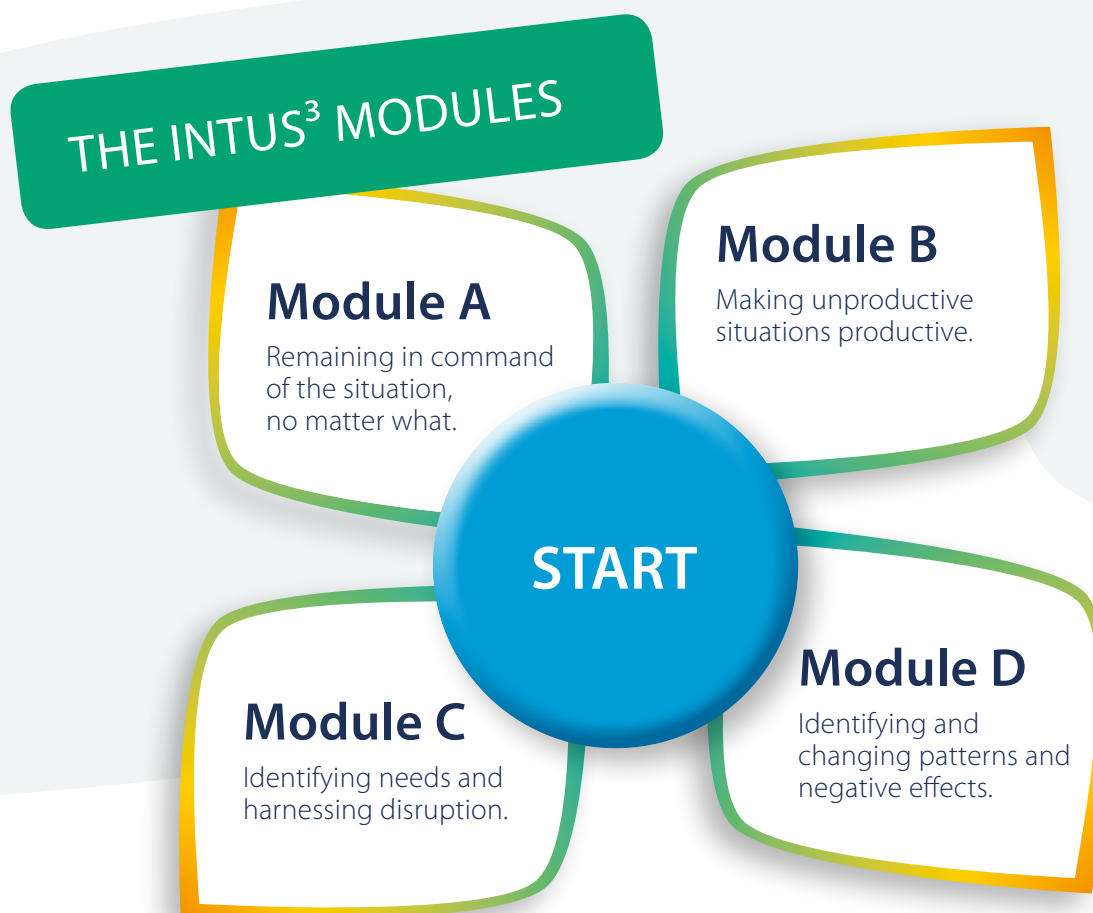 THE INTUS³ MODULES
Module A
Remaining in command
of the situation,
no matter what.
Module B
Making unproductive
situations productive.
START
Module C
Identifying needs and
harnessing disruption.
Module D
Identifying and
changing patterns and
negative effects.